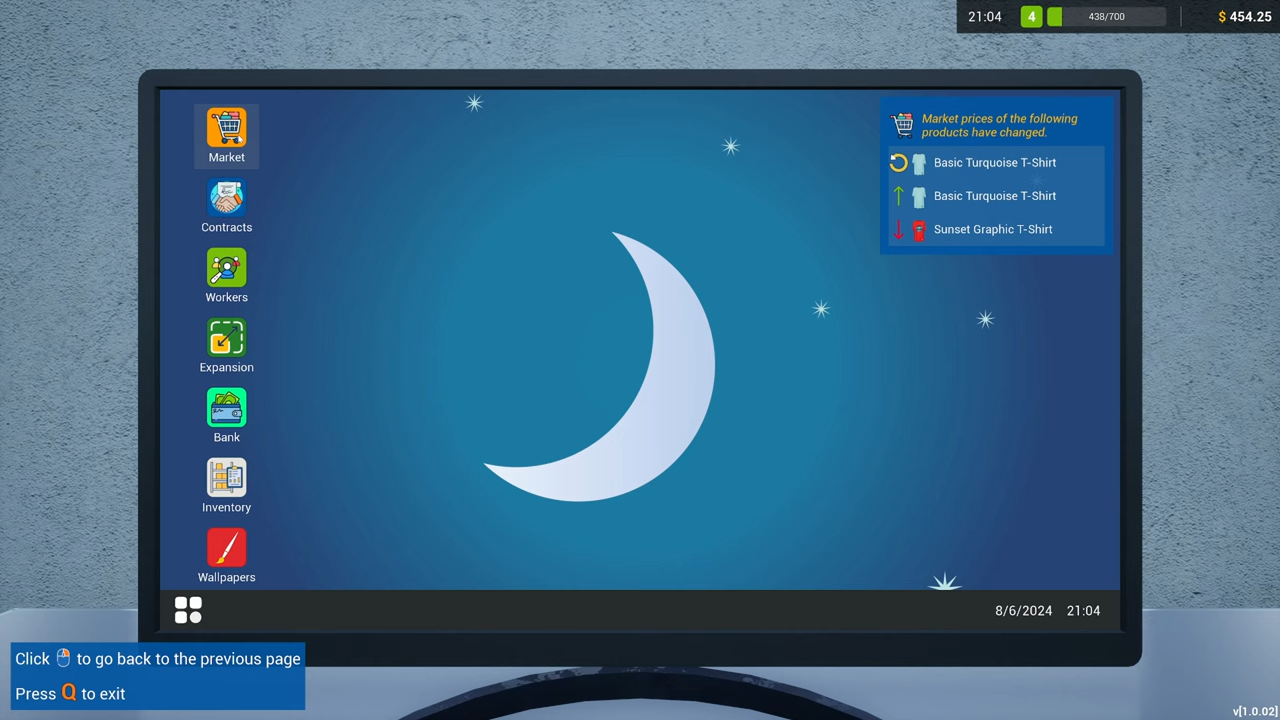 21:04
4
438/700
$ 454.25
Market
Contracts
Workers
Expansion
Bank
Inventory
Wallpapers
Market prices of the following
products have changed.
Basic Turquoise T-Shirt
Basic Turquoise T-Shirt
Sunset Graphic T-Shirt
8/6/2024 21:04
Click to go back to the previous page
Press Q to exit
v[1.0.02]